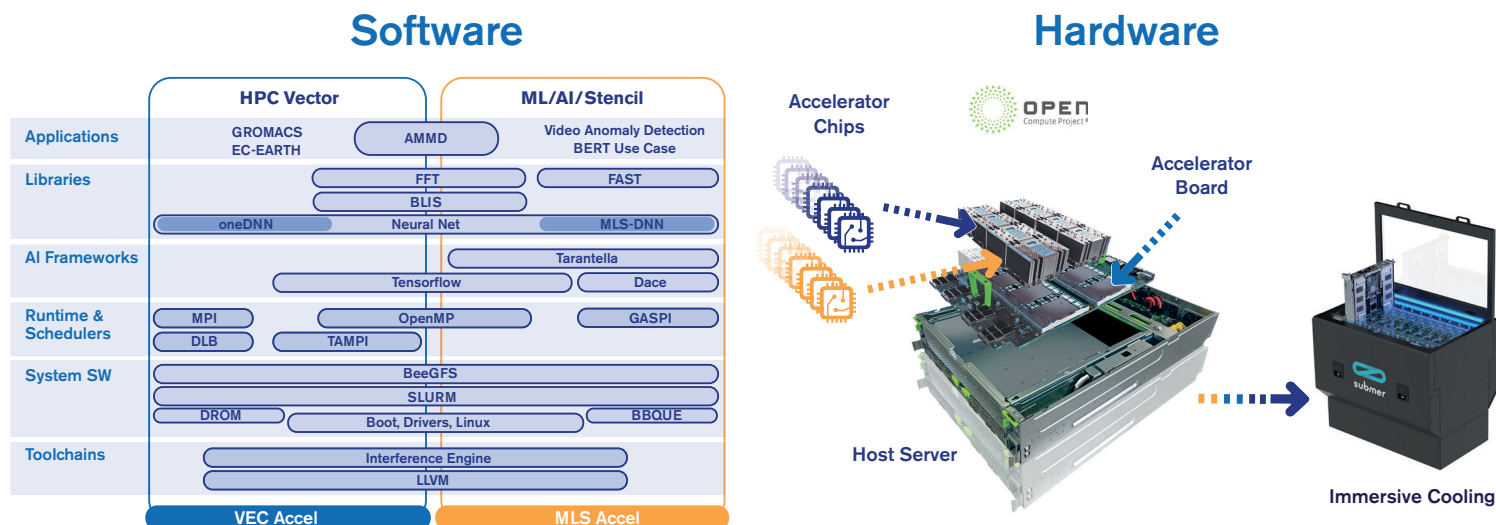 Software
HPC Vector
ML/AI/Stencil
Applications
GROMACS
EC-EARTH
AMMD
Video Anomaly Detection
BERT Use Case
Libraries
FFT
FAST
BLIS
oneDNN
Neural Net
MLS-DNN
AI Frameworks
Tarantella
Tensorflow
Dace
Runtime &
Schedulers
MPI
OpenMP
GASPI
DLB
TAMPI
System SW
BeeGFS
SLURM
DROM
Boot, Drivers, Linux
BBQUE
Toolchains
Interference Engine
LLVM
VEC Accel
MLS Accel
Hardware
Accelerator
Chips
OPEN
Compute Project
Accelerator
Board
Host Server
submer
Immersive Cooling